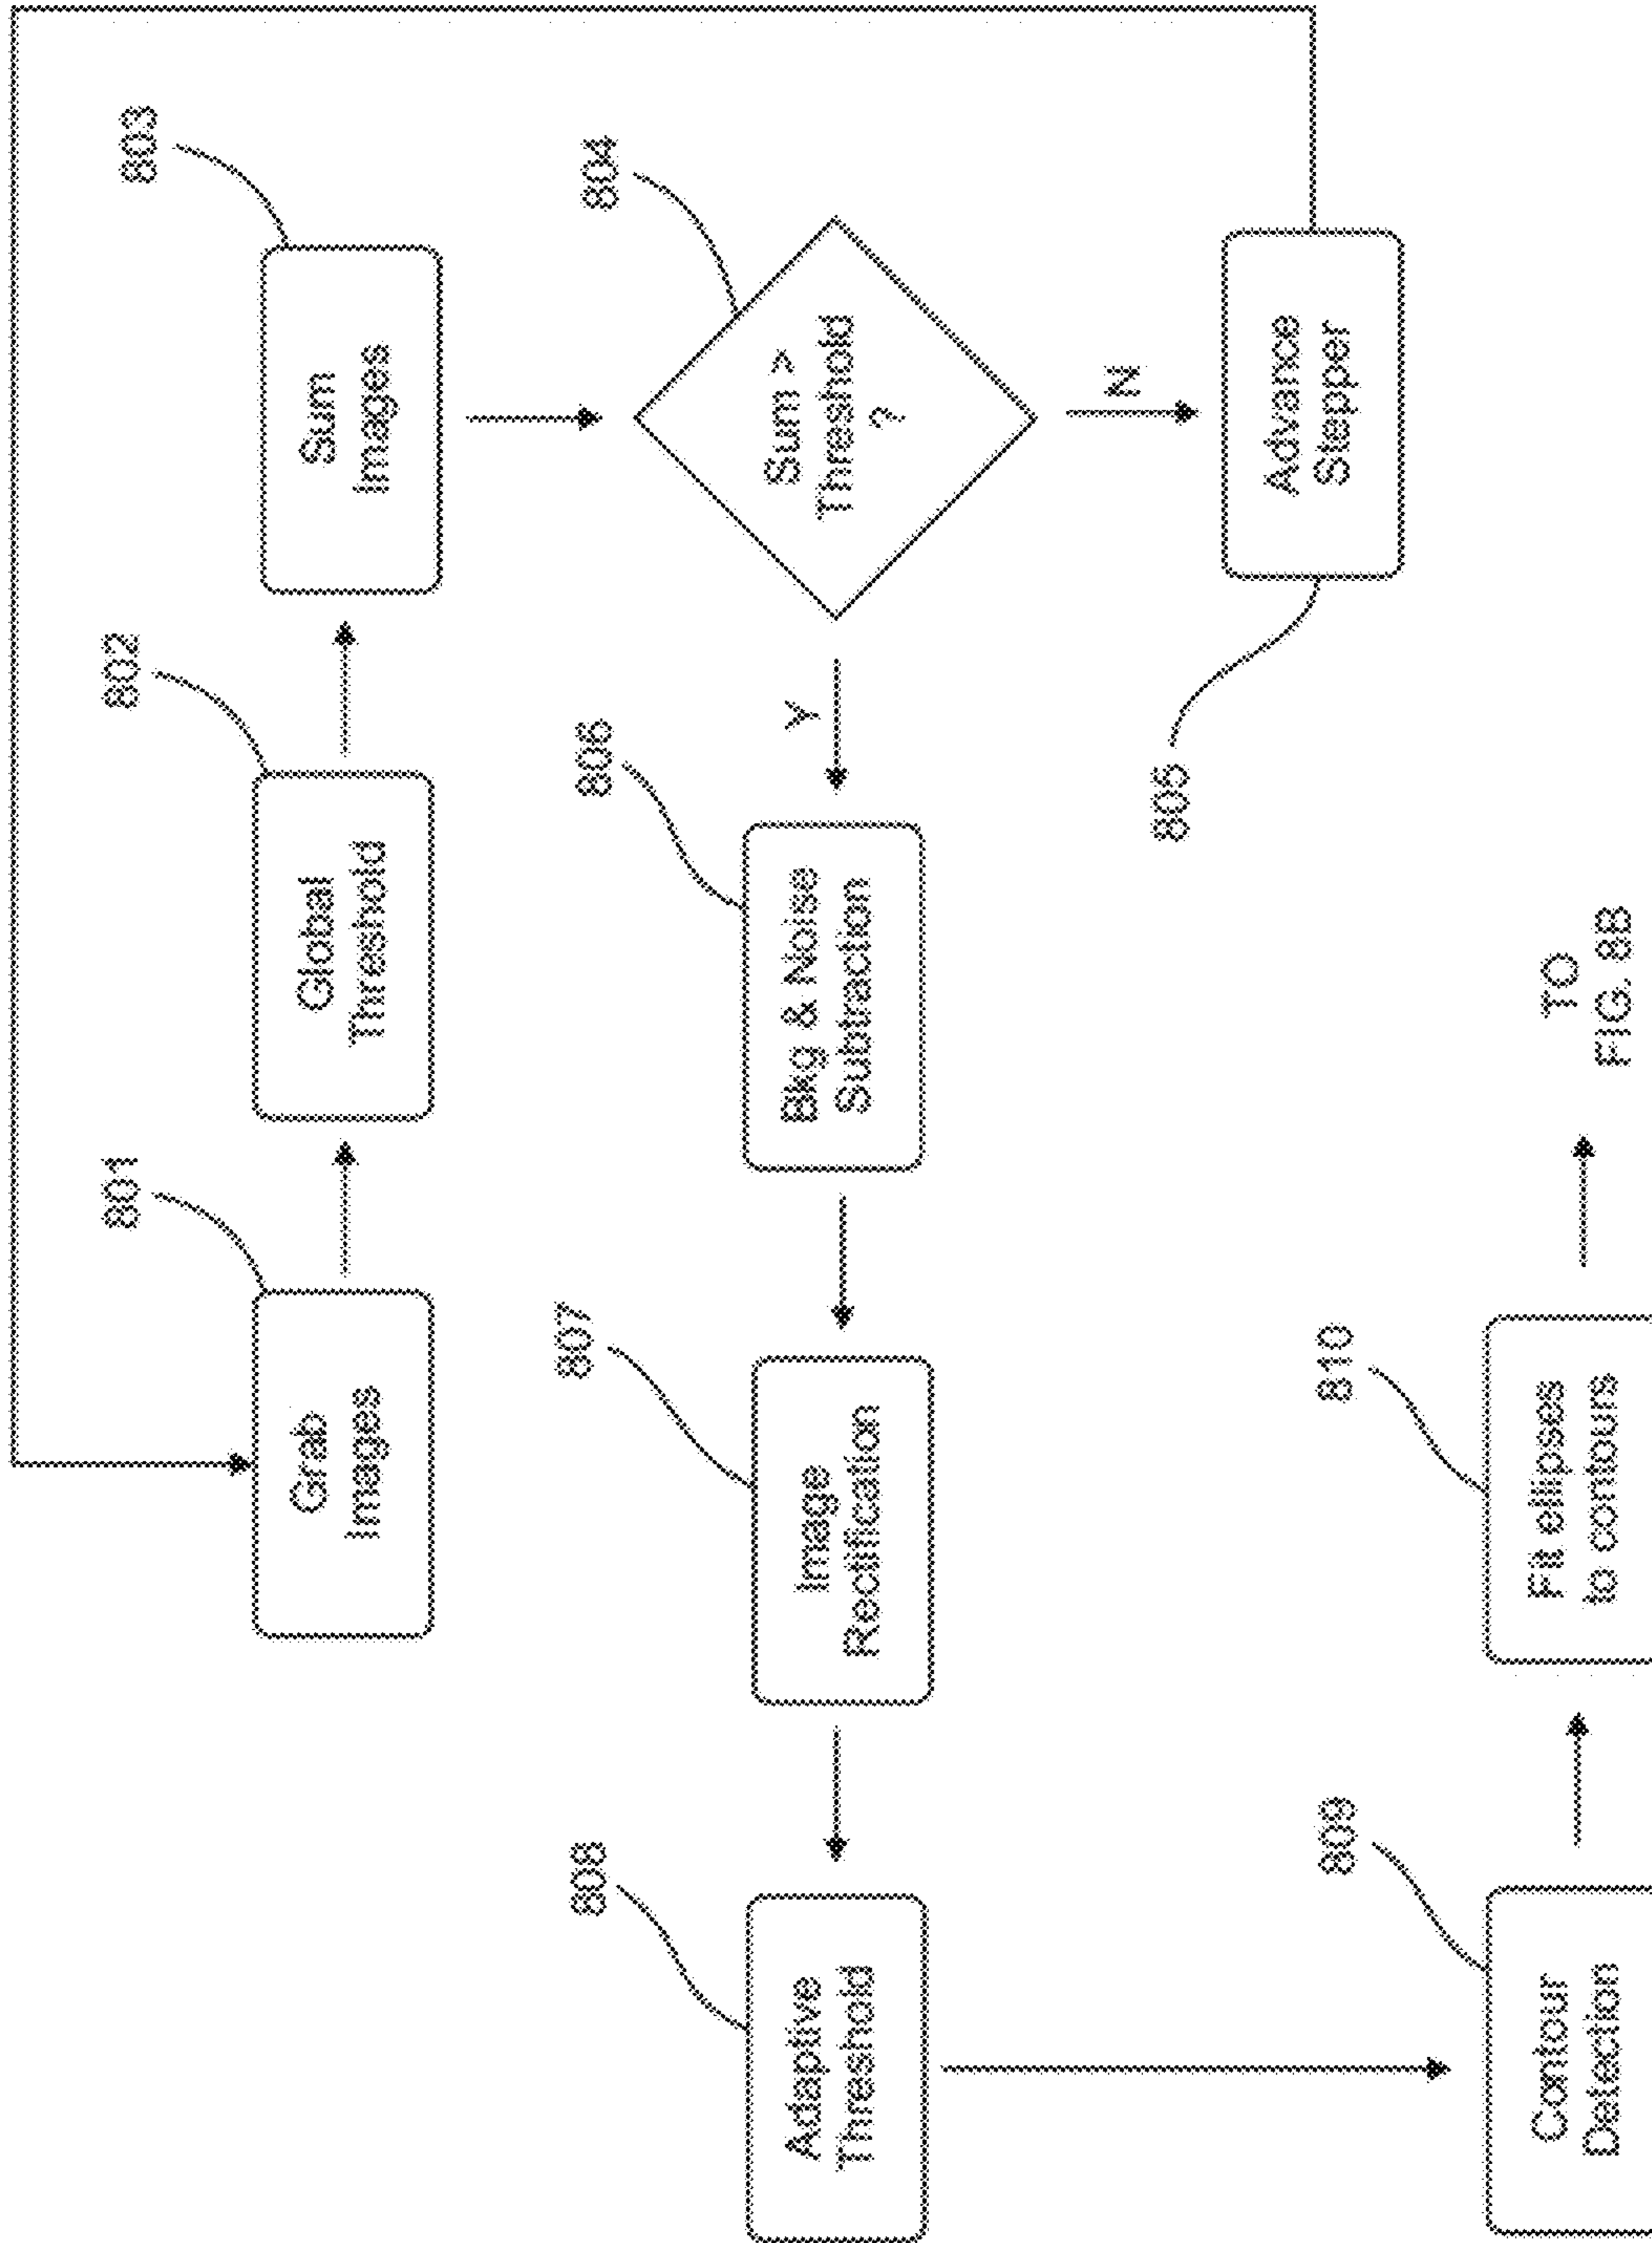 801
Grab
Images
802
Global
Threshold
803
Sum
Images
804
Sum >
Threshold
?
N
Y
805
Advance
Stepper
806
Bkg & Noise
Subtraction
807
Image
Rectification
808
Adaptive
Threshold
809
Contour
Detection
810
Fit ellipses
to contours
TO
FIG. 8B